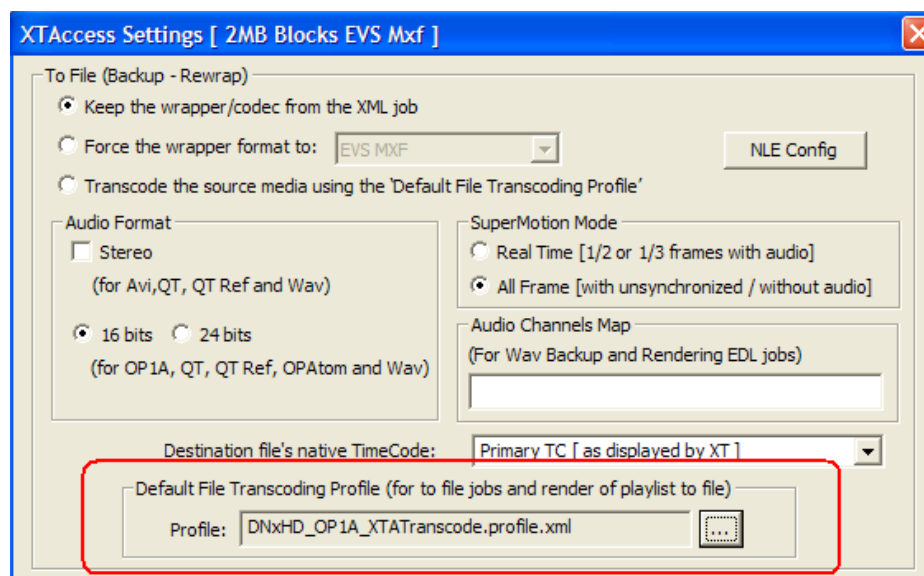 XTAccess Settings [ 2MB Blocks EVS Mxf ]
To File (Backup - Rewrap)
Keep the wrapper/codec from the XML job
Force the wrapper format to: EVS MXF NLE Config
Transcode the source media using the 'Default File Transcoding Profile'
Audio Format
Stereo
(for Avi,QT, QT Ref and Wav)
16 bits 24 bits
(for OP1A, QT, QT Ref, OPAtom and Wav)
SuperMotion Mode
Real Time [1/2 or 1/3 frames with audio]
All Frame [with unsynchronized / without audio]
Audio Channels Map
(For Wav Backup and Rendering EDL jobs)
Destination file's native TimeCode: Primary TC [ as displayed by XT ]
Default File Transcoding Profile (for to file jobs and render of playlist to file)
Profile: DNxHD_OP1A_XTATranscode.profile.xml ...